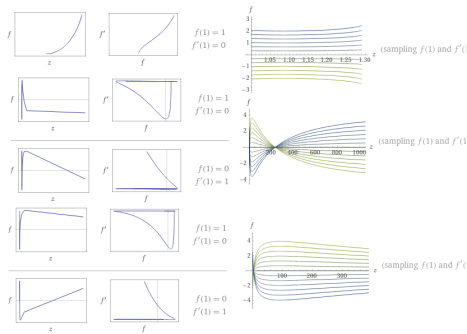 f
z
f'
f
f(1) = 1
f'(1) = 0
f
3
2
1
-1
-2
-3
1.05 1.10 1.15 1.20 1.25 1.30
z
(sampling f(1) and f'(1
f
z
f'
f
f(1) = 1
f'(1) = 0
f
4
2
-2
-4
200 400 600 800 1000
z
(sampling f(1) and f'(1
f
z
f'
f
f(1) = 0
f'(1) = 1
f
z
f'
f
f(1) = 1
f'(1) = 0
f
4
2
-2
-4
100 200 300
z
(sampling f(1) and f'(
f
z
f'
f
f(1) = 0
f'(1) = 1